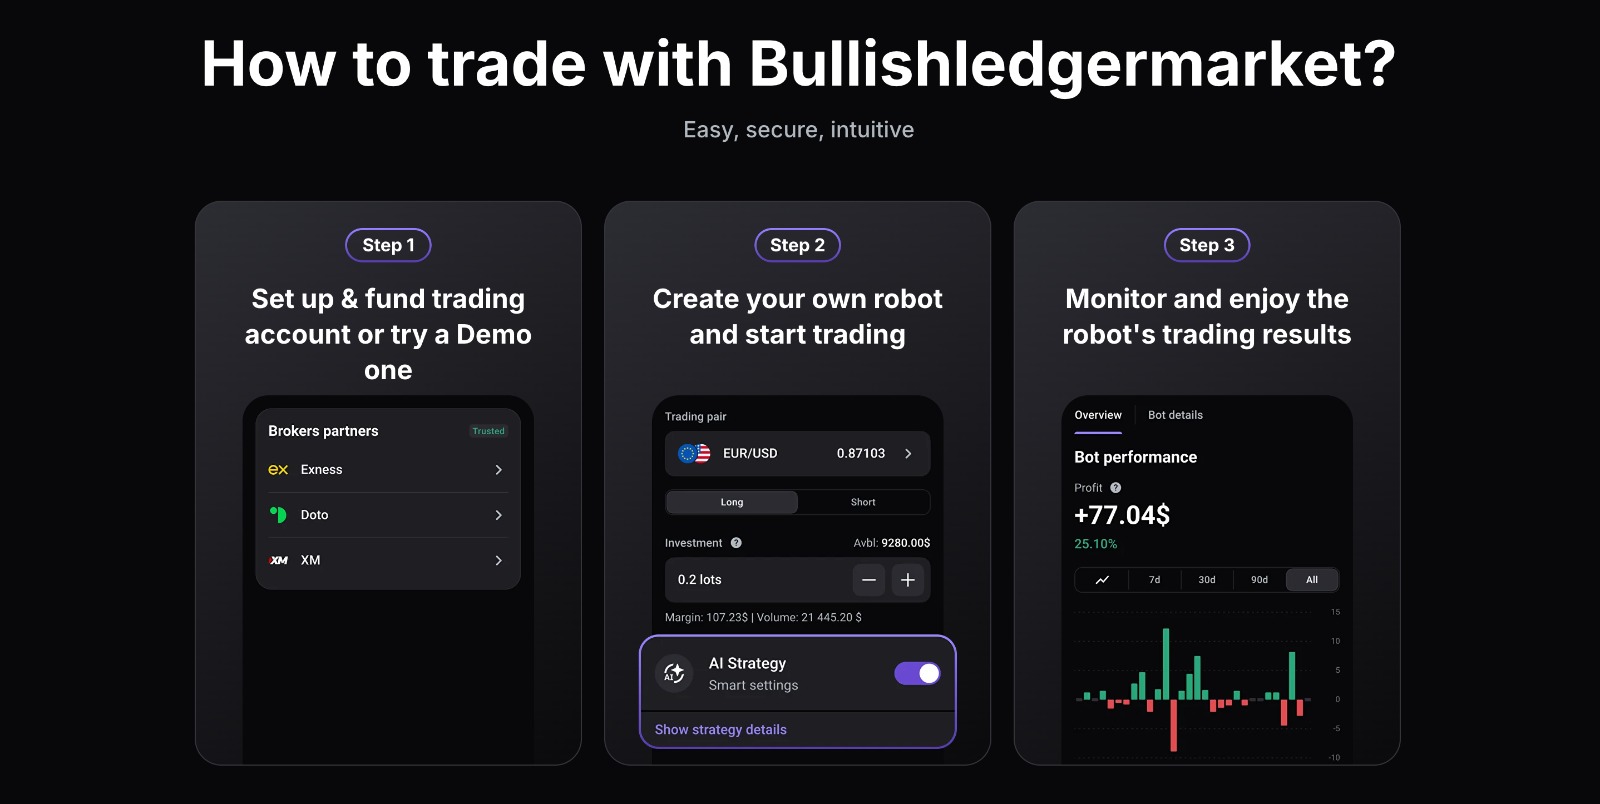 How to trade with Bullishledgermarket?
Easy, secure, intuitive
Step 1
Set up & fund trading
account or try a Demo
one
Brokers partners
Trusted
ex Exness
Doto
XM XM
Step 2
Create your own robot
and start trading
Trading pair
EUR/USD 0.87103
Long Short
Investment ? Avbl: 9280.00$
0.2 lots − +
Margin: 107.23$ | Volume: 21 445.20 $
AI
AI Strategy
Smart settings
Show strategy details
Step 3
Monitor and enjoy the
robot's trading results
Overview Bot details
Bot performance
Profit ?
+77.04$
25.10%
7d 30d 90d All
15
10
5
0
-5
-10